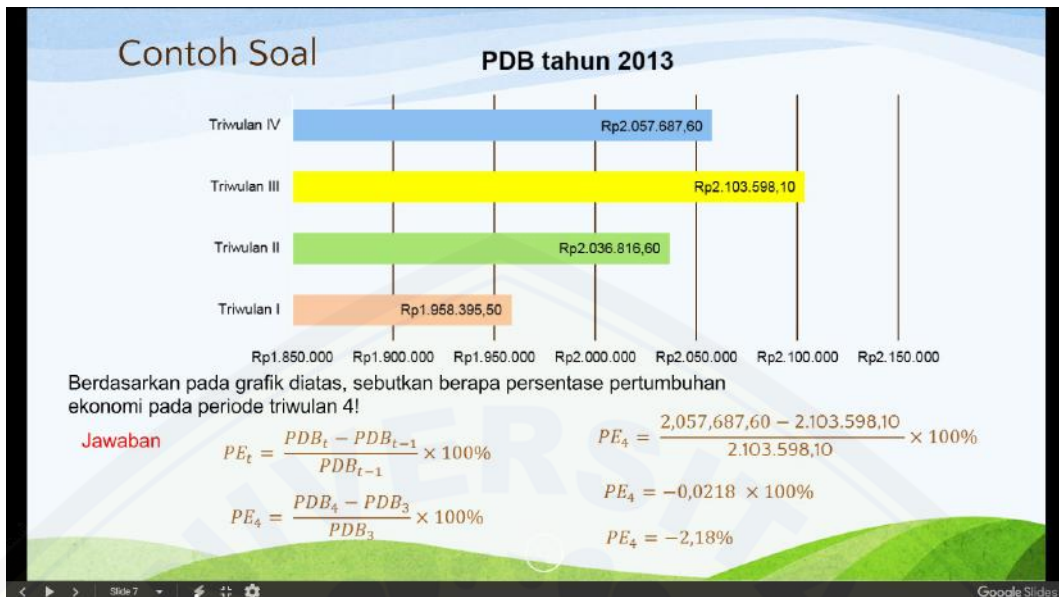 Contoh Soal
PDB tahun 2013
Triwulan IV
Rp2.057.687,60
Triwulan III
Rp2.103.598,10
Triwulan II
Rp2.036.816,60
Triwulan I
Rp1.958.395,50
Rp1.850.000 Rp1.900.000 Rp1.950.000 Rp2.000.000 Rp2.050.000 Rp2.100.000 Rp2.150.000
Berdasarkan pada grafik diatas, sebutkan berapa persentase pertumbuhan
ekonomi pada periode triwulan 4!
Jawaban
PE_t = (PDB_t − PDB_{t−1}) / PDB_{t−1} × 100%
PE_4 = (PDB_4 − PDB_3) / PDB_3 × 100%
PE_4 = (2,057,687,60 − 2.103.598,10) / 2.103.598,10 × 100%
PE_4 = −0,0218 × 100%
PE_4 = −2,18%
Slide 7
Google Slides